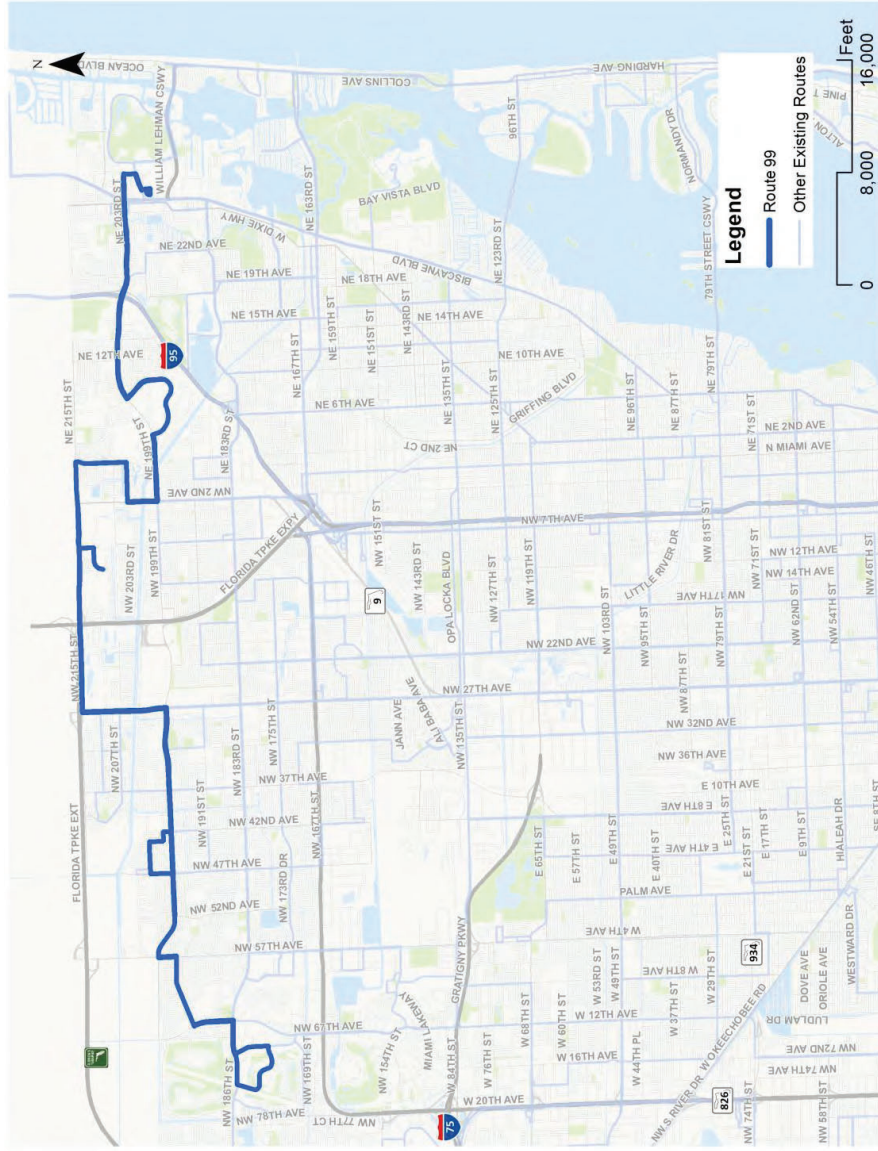 N
OCEAN BLVD
WILLIAM LEHMAN CSWY
NE 203RD ST
COLLINS AVE
HARDING AVE
NE 163RD ST
BAY VISTA BLVD
96TH ST
NORMANDY DR
PINE T
ALTON
W DIXIE HWY
NE 22ND AVE
NE 19TH AVE
NE 18TH AVE
BISCAYNE BLVD
NE 123RD ST
79TH STREET CSWY
NE 15TH AVE
NE 159TH ST
NE 151ST ST
NE 143RD ST
NE 14TH AVE
NE 12TH AVE
95
NE 167TH ST
NE 10TH AVE
NE 135TH ST
NE 125TH ST
GRIFFING BLVD
NE 96TH ST
NE 87TH ST
NE 79TH ST
NE 215TH ST
NE 199TH ST
NE 183RD ST
NE 6TH AVE
NE 2ND CT
NE 71ST ST
NE 2ND AVE
N MIAMI AVE
NW 2ND AVE
FLORIDA TPKE EXPY
NW 7TH AVE
NW 203RD ST
NW 199TH ST
NW 151ST ST
NW 143RD ST
OPA LOCKA BLVD
NW 127TH ST
NW 119TH ST
LITTLE RIVER DR
NW 81ST ST
NW 71ST ST
NW 12TH AVE
NW 14TH AVE
NW 46TH ST
9
NW 17TH AVE
NW 62ND ST
NW 54TH ST
NW 215TH ST
NW 22ND AVE
NW 103RD ST
NW 95TH ST
NW 87TH ST
NW 79TH ST
NW 27TH AVE
JANN AVE
ALI BABA AVE
NW 135TH ST
NW 32ND AVE
NW 207TH ST
NW 183RD ST
NW 175TH ST
NW 37TH AVE
NW 36TH AVE
E 10TH AVE
E 8TH AVE
NW 191ST ST
NW 42ND AVE
NW 167TH ST
E 65TH ST
E 57TH ST
E 49TH ST
E 40TH ST
E 4TH AVE
E 25TH ST
E 21ST ST
E 17TH ST
E 9TH ST
HIALEAH DR
SE 8TH ST
FLORIDA TPKE EXT
NW 47TH AVE
NW 52ND AVE
NW 173RD DR
PALM AVE
NW 57TH AVE
GRATIGNY PKWY
W 4TH AVE
W 8TH AVE
934
WESTWARD DR
W 53RD ST
W 49TH ST
W 37TH ST
W 29TH ST
DOVE AVE
ORIOLE AVE
NW 67TH AVE
NW 154TH ST
MIAMI LAKEWAY
W 68TH ST
W 60TH ST
W 12TH AVE
W OKEECHOBEE RD
LUDLAM DR
NW 186TH ST
NW 169TH ST
W 84TH ST
W 76TH ST
W 16TH AVE
W 44TH PL
NW 72ND AVE
NW 74TH AVE
NW 78TH AVE
NW 77TH CT
W 20TH AVE
75
NW S. RIVER DR
826
NW 74TH ST
NW 58TH ST
Legend
Route 99
Other Existing Routes
0 8,000 16,000
Feet